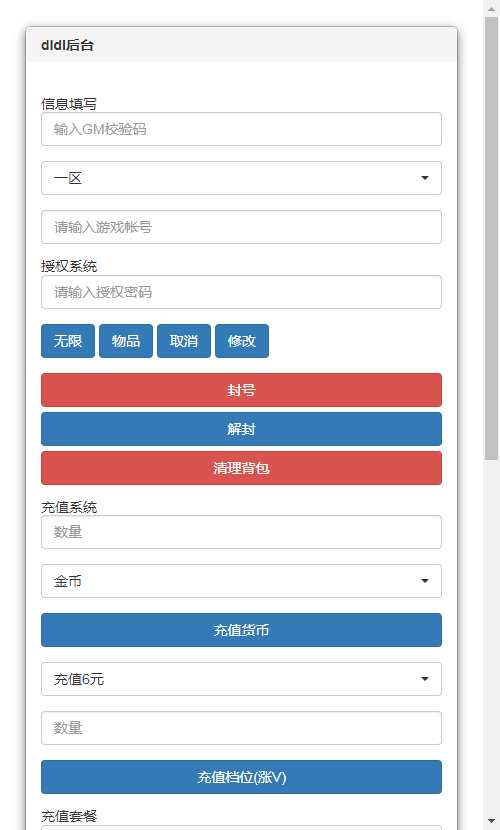 didi后台
信息填写
输入GM校验码
一区
请输入游戏帐号
授权系统
请输入授权密码
无限 物品 取消 修改
封号
解封
清理背包
充值系统
数量
金币
充值货币
充值6元
数量
充值档位(涨V)
充值套餐